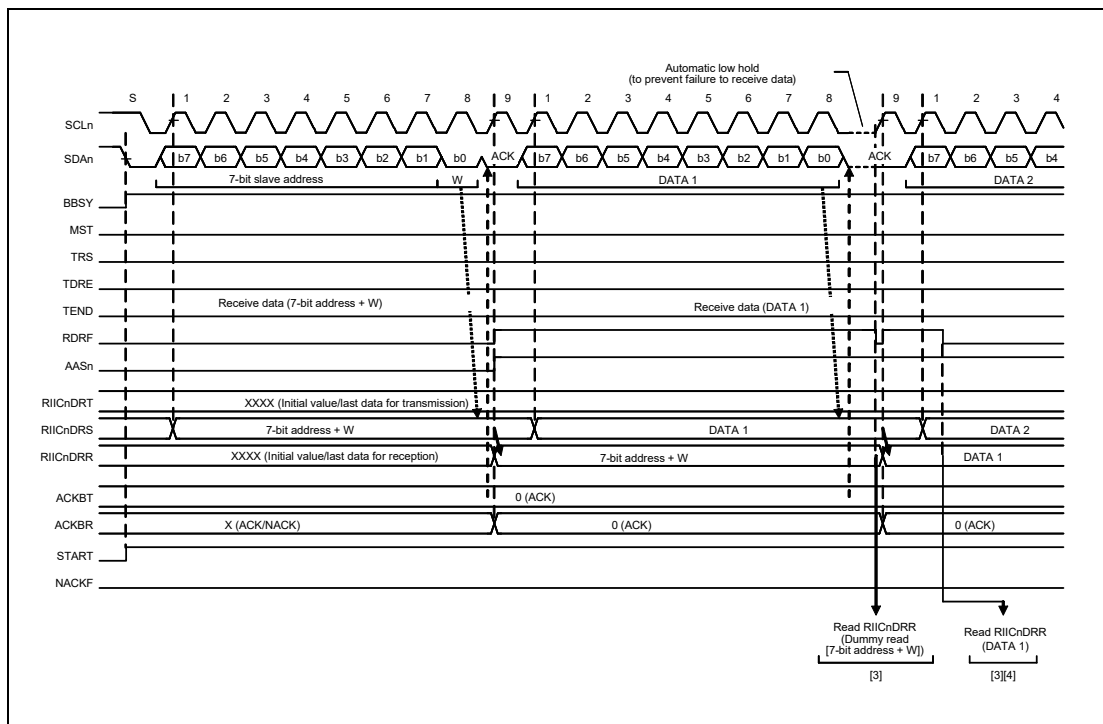 Automatic low hold
(to prevent failure to receive data)
S 1 2 3 4 5 6 7 8 9 1 2 3 4 5 6 7 8 9 1 2 3 4
SCLn
SDAn b7 b6 b5 b4 b3 b2 b1 b0 ACK b7 b6 b5 b4 b3 b2 b1 b0 ACK b7 b6 b5 b4
7-bit slave address W DATA 1 DATA 2
BBSY
MST
TRS
TDRE
Receive data (7-bit address + W) Receive data (DATA 1)
TEND
RDRF
AASn
RIICnDRT XXXX (Initial value/last data for transmission)
RIICnDRS 7-bit address + W DATA 1 DATA 2
RIICnDRR XXXX (Initial value/last data for reception) 7-bit address + W DATA 1
ACKBT 0 (ACK)
ACKBR X (ACK/NACK) 0 (ACK) 0 (ACK)
START
NACKF
Read RIICnDRR Read RIICnDRR
(Dummy read (DATA 1)
[7-bit address + W])
[3] [3][4]